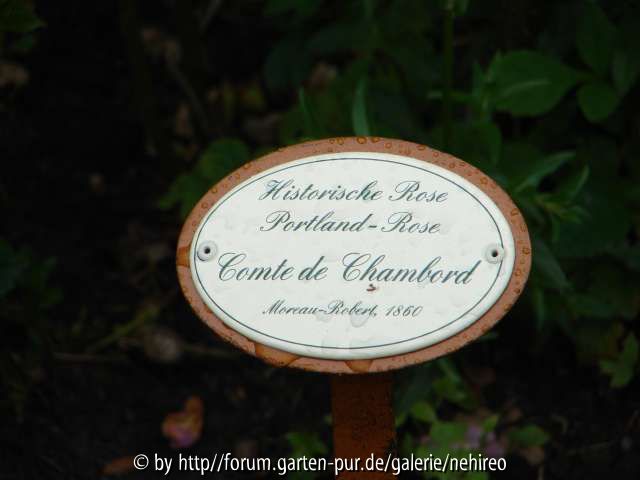 Historische Rose
Portland-Rose
Comte de Chambord
Moreau-Robert, 1860
© by http//forum.garten-pur.de/galerie/nehireo